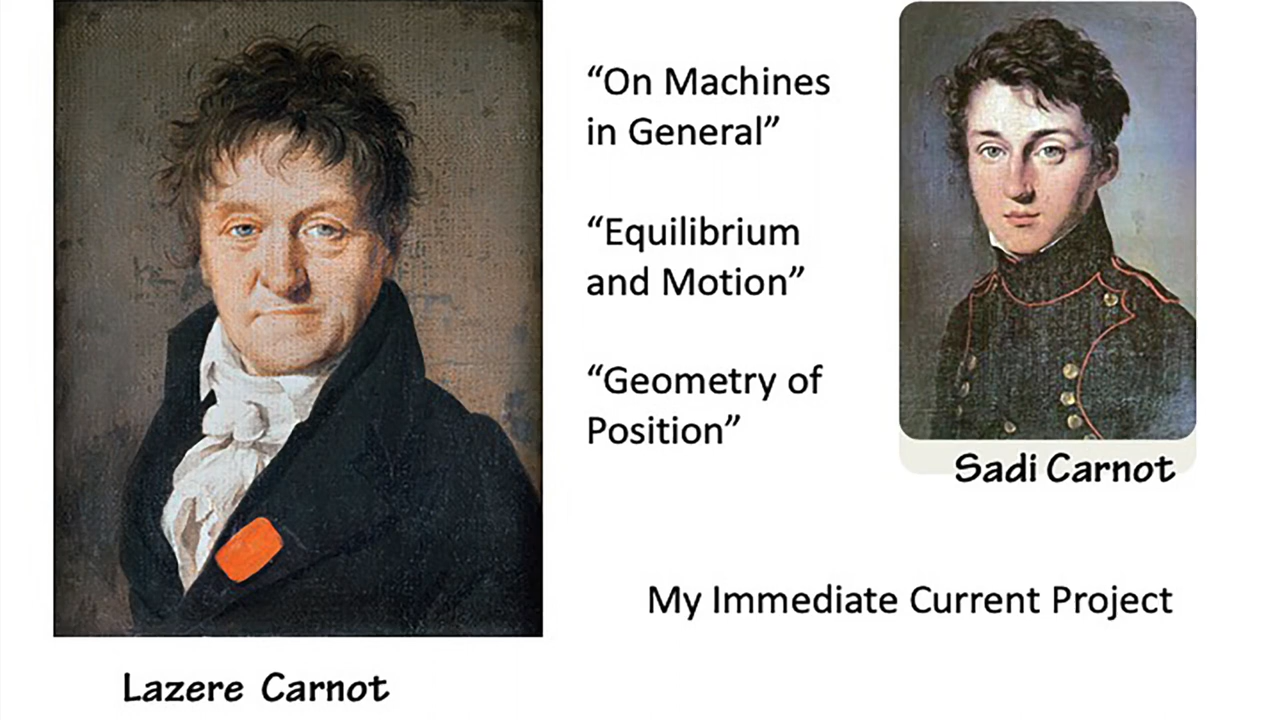 “On Machines
in General”
“Equilibrium
and Motion”
“Geometry of
Position”
Sadi Carnot
My Immediate Current Project
Lazere Carnot